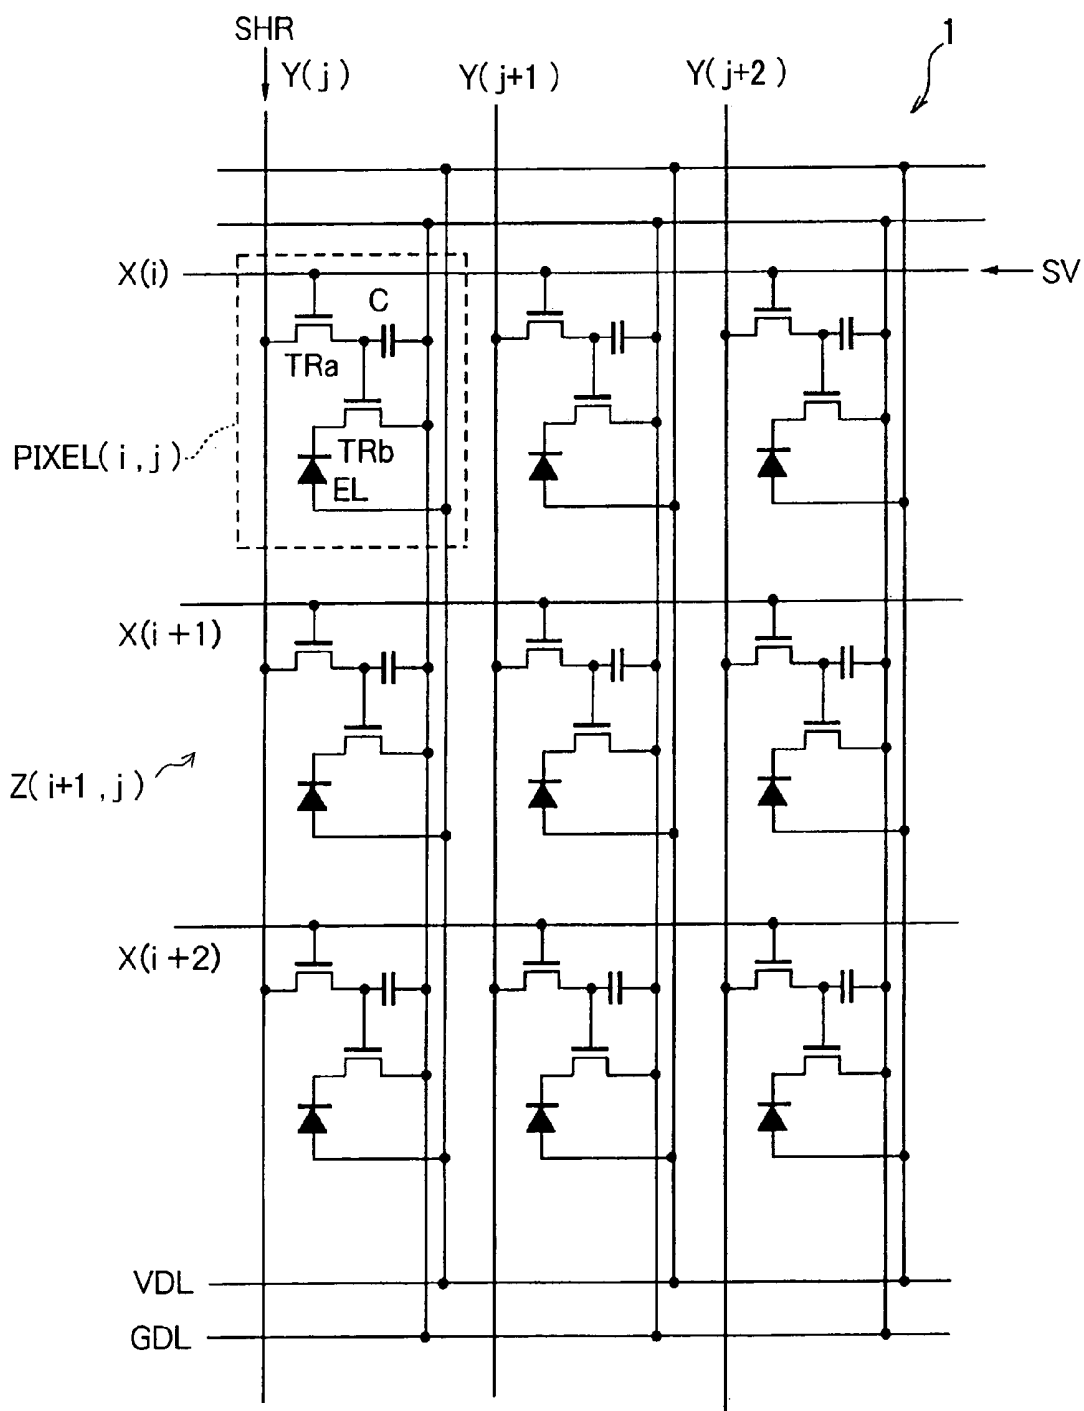 SHR
1
Y(j)
Y(j+1)
Y(j+2)
X(i)
SV
C
TRa
TRb
PIXEL(i,j)
EL
X(i+1)
Z(i+1,j)
X(i+2)
VDL
GDL